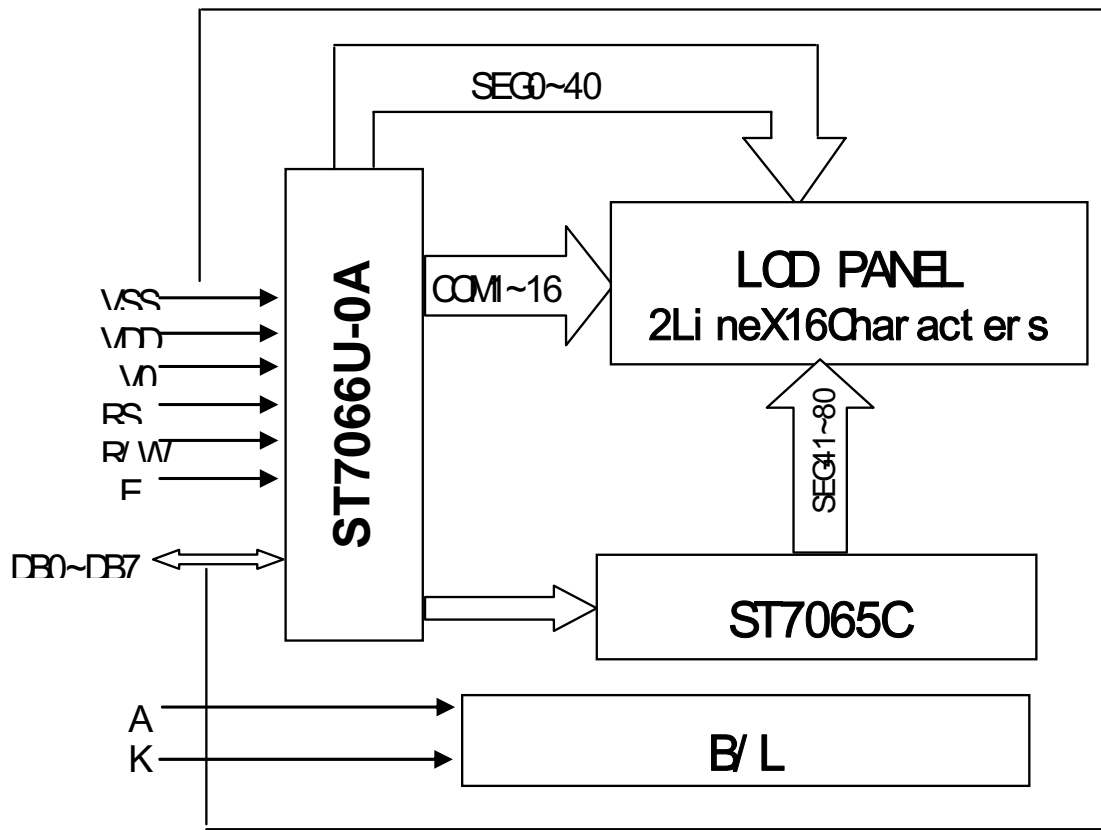 SEG0~40
LCD PANEL
2LineX16Characters
COM1~16
ST7066U-0A
VSS
VDD
V0
RS
R/W
E
SEG41~80
DB0~DB7
ST7065C
A
K
B/L